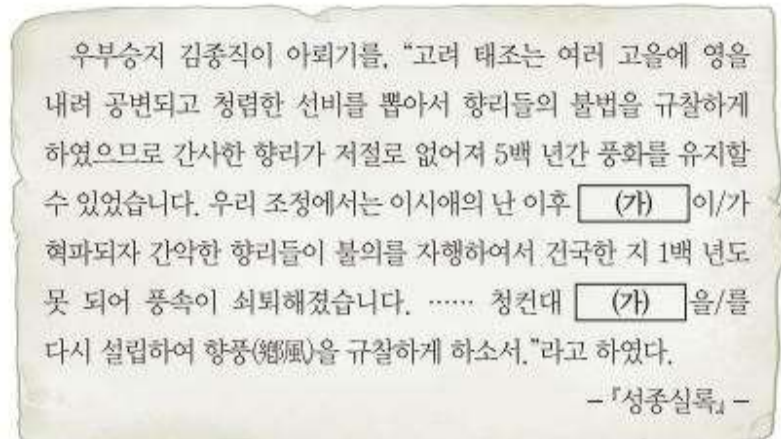 우부승지 김종직이 아뢰기를, “고려 태조는 여러 고을에 영을
내려 공변되고 청렴한 선비를 뽑아서 향리들의 불법을 규찰하게
하였으므로 간사한 향리가 저절로 없어져 5백 년간 풍화를 유지할
수 있었습니다. 우리 조정에서는 이시애의 난 이후 (가) 이/가
혁파되자 간악한 향리들이 불의를 자행하여서 건국한 지 1백 년도
못 되어 풍속이 쇠퇴해졌습니다. …… 청컨대 (가) 을/를
다시 설립하여 향풍(鄕風)을 규찰하게 하소서.”라고 하였다.
– 『성종실록』 –